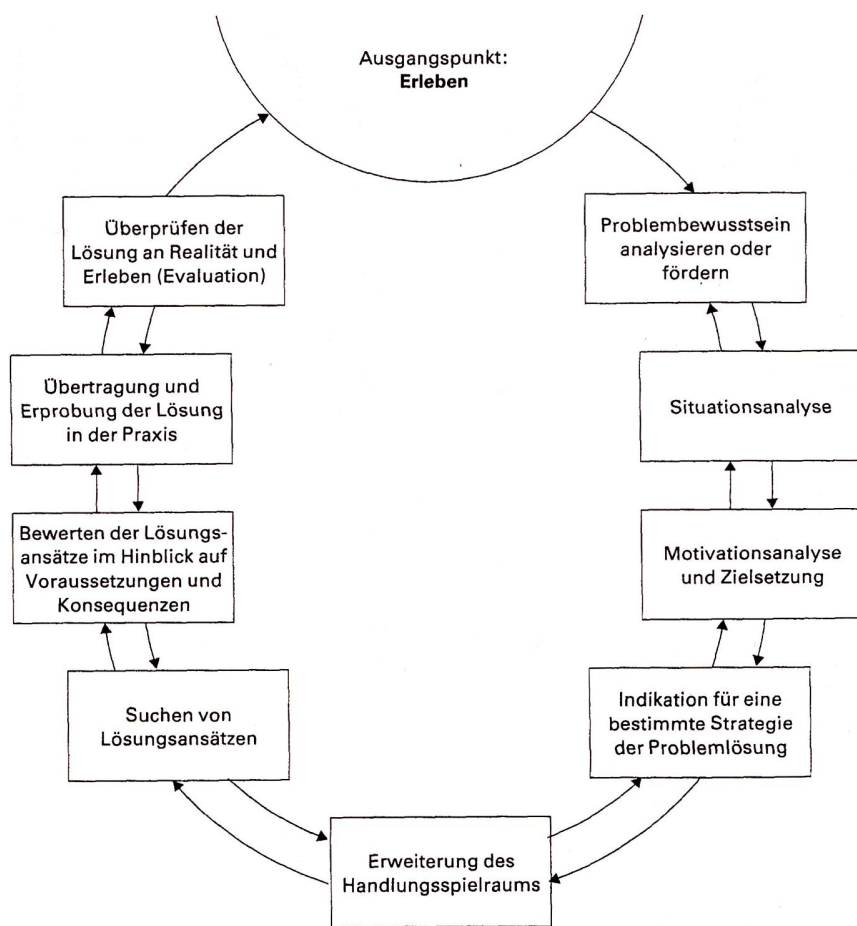 Ausgangspunkt:
Erleben
Problembewusstsein
analysieren oder
fördern
Situationsanalyse
Motivationsanalyse
und Zielsetzung
Indikation für eine
bestimmte Strategie
der Problemlösung
Erweiterung des
Handlungsspielraums
Suchen von
Lösungsansätzen
Bewerten der Lösungs-
ansätze im Hinblick auf
Voraussetzungen und
Konsequenzen
Übertragung und
Erprobung der Lösung
in der Praxis
Überprüfen der
Lösung an Realität und
Erleben (Evaluation)